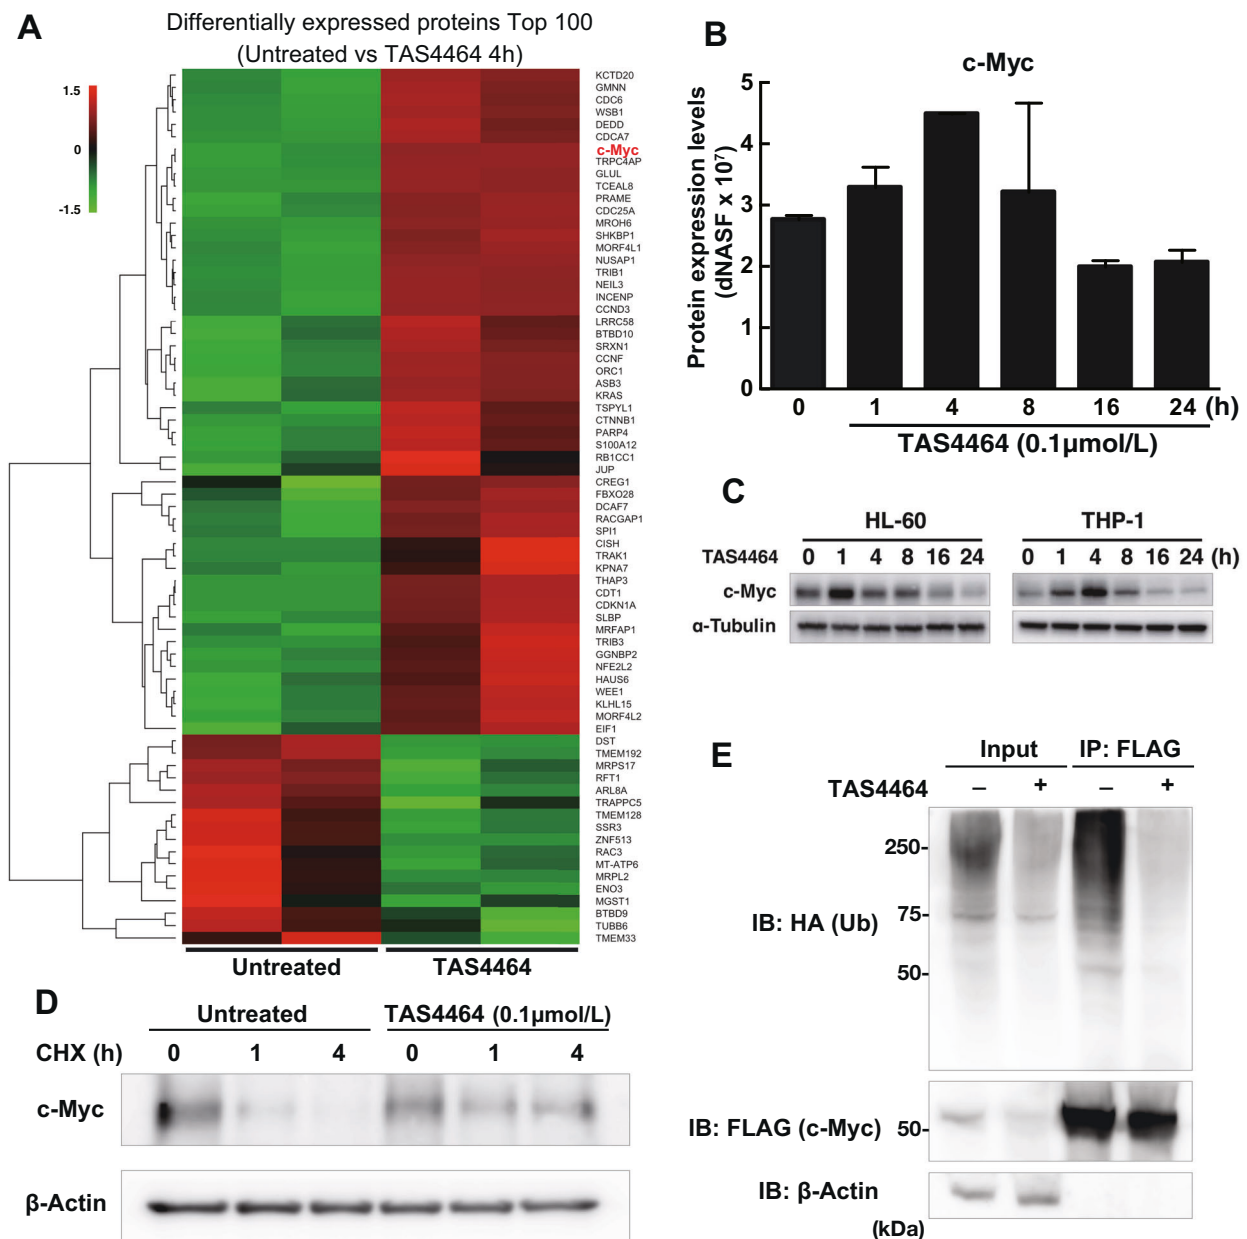 A
Differentially expressed proteins Top 100
(Untreated vs TAS4464 4h)
1.5
0
-1.5
KCTD20
GMNN
CDC6
WSB1
DEDD
CDCA7
c-Myc
TRPC4AP
GLUL
TCEAL8
PRAME
CDC25A
MROH6
SHKBP1
MORF4L1
NUSAP1
TRIB1
NEIL3
INCENP
CCND3
LRRC58
BTBD10
SRXN1
CCNF
ORC1
ASB3
KRAS
TSPYL1
CTNNB1
PARP4
S100A12
RB1CC1
JUP
CREG1
FBXO28
DCAF7
RACGAP1
SPI1
CISH
TRAK1
KPNA7
THAP3
CDT1
CDKN1A
SLBP
MRFAP1
TRIB3
GGNBP2
NFE2L2
HAUS6
WEE1
KLHL15
MORF4L2
EIF1
DST
TMEM192
MRPS17
RFT1
ARL8A
TRAPPC5
TMEM128
SSR3
ZNF513
RAC3
MT-ATP6
MRPL2
ENO3
MGST1
BTBD9
TUBB6
TMEM33
Untreated TAS4464
B
c-Myc
Protein expression levels
(dNASF x 10⁷)
5
4
3
2
1
0
0 1 4 8 16 24 (h)
TAS4464 (0.1μmol/L)
C
HL-60 THP-1
TAS4464 0 1 4 8 16 24 0 1 4 8 16 24 (h)
c-Myc
α-Tubulin
D
Untreated TAS4464 (0.1μmol/L)
CHX (h) 0 1 4 0 1 4
c-Myc
β-Actin
E
Input IP: FLAG
TAS4464 – + – +
250-
75-
IB: HA (Ub)
50-
IB: FLAG (c-Myc) 50-
IB: β-Actin
(kDa)